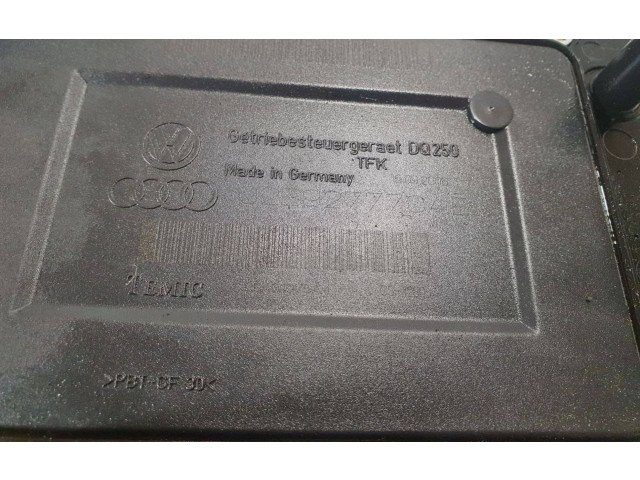 Getriebesteuergeraet DQ250
TFK
Made in Germany
TEMIC
>PBT-GF 30<